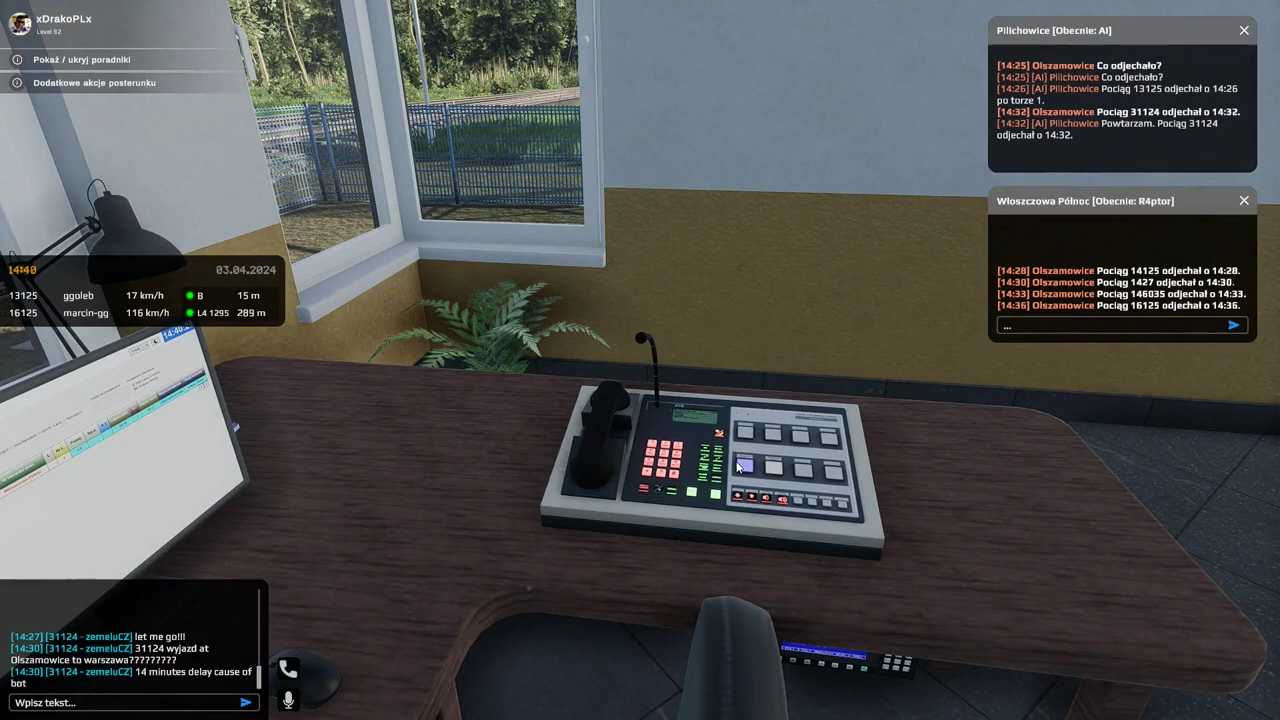 xDrakoPLx
Level 52
Pokaż / ukryj poradniki
Dodatkowe akcje posterunku
14:40 03.04.2024
13125 ggoleb 17 km/h B 15 m
16125 marcin-gg 116 km/h L4 1295 289 m
Pilichowice [Obecnie: AI]
[14:25] Olszamowice Co odjechało?
[14:25] [AI] Pilichowice Co odjechało?
[14:26] [AI] Pilichowice Pociąg 13125 odjechał o 14:26
po torze 1.
[14:32] Olszamowice Pociąg 31124 odjechał o 14:32.
[14:32] [AI] Pilichowice Powtarzam. Pociąg 31124
odjechał o 14:32.
Włoszczowa Północ [Obecnie: R4ptor]
[14:28] Olszamowice Pociąg 14125 odjechał o 14:28.
[14:30] Olszamowice Pociąg 1427 odjechał o 14:30.
[14:33] Olszamowice Pociąg 146035 odjechał o 14:33.
[14:36] Olszamowice Pociąg 16125 odjechał o 14:36.
...
[14:27] [31124 - zemeluCZ] let me go!!!
[14:30] [31124 - zemeluCZ] 31124 wyjazd at
Olszamowice to warszawa?????????
[14:30] [31124 - zemeluCZ] 14 minutes delay cause of
bot
Wpisz tekst...